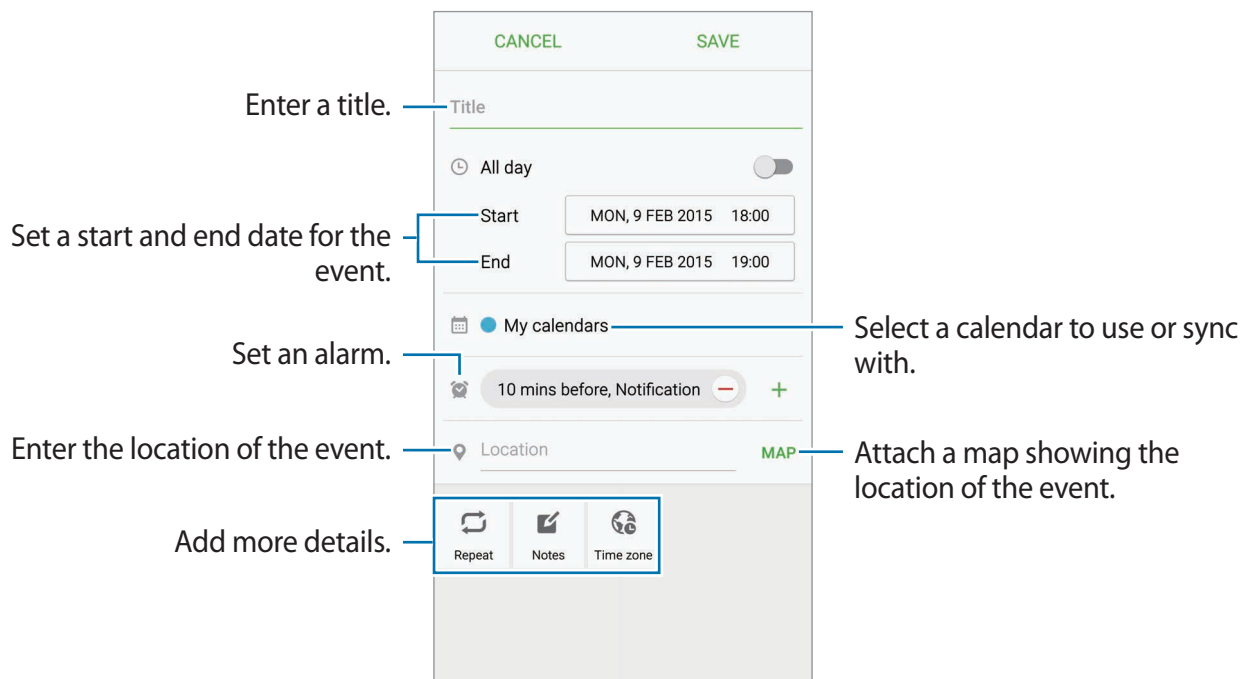 CANCEL SAVE
Enter a title.
Title
All day
Set a start and end date for the
event.
Start MON, 9 FEB 2015 18:00
End MON, 9 FEB 2015 19:00
My calendars
Select a calendar to use or sync
with.
Set an alarm.
10 mins before, Notification
Enter the location of the event.
Location MAP
Attach a map showing the
location of the event.
Add more details.
Repeat Notes Time zone